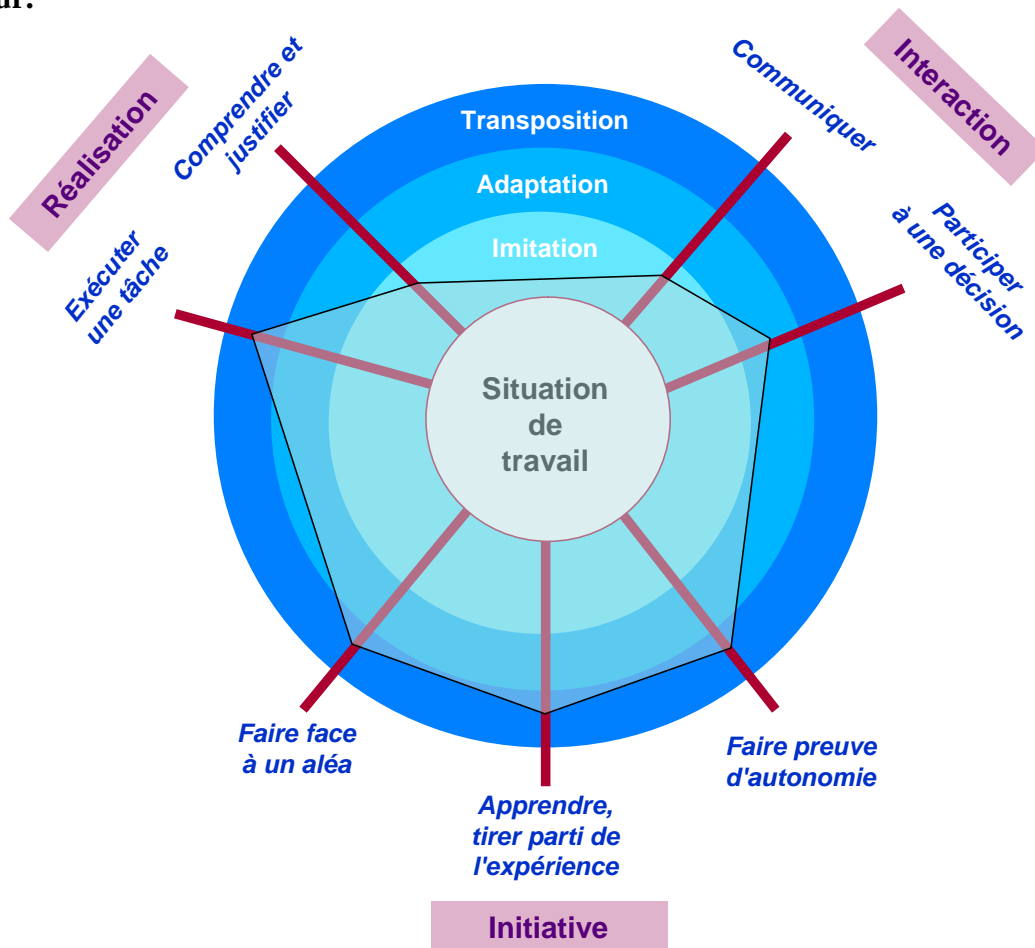 Réalisation
Comprendre et
justifier
Exécuter
une tâche
Transposition
Adaptation
Imitation
Communiquer
Interaction
Participer
à une décision
Situation
de
travail
Faire face
à un aléa
Apprendre,
tirer parti de
l'expérience
Faire preuve
d'autonomie
Initiative